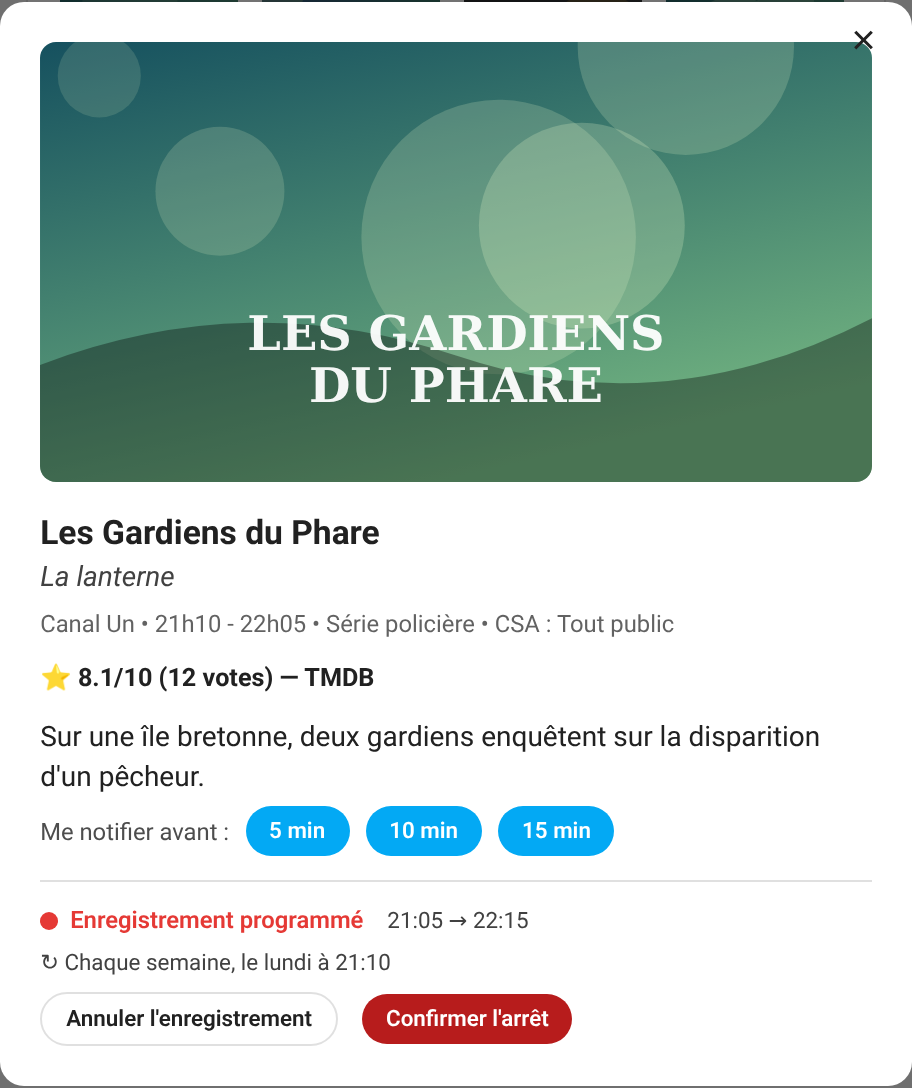 LES GARDIENS
DU PHARE
Les Gardiens du Phare
La lanterne
Canal Un • 21h10 - 22h05 • Série policière • CSA : Tout public
⭐ 8.1/10 (12 votes) — TMDB
Sur une île bretonne, deux gardiens enquêtent sur la disparition
d'un pêcheur.
Me notifier avant : 5 min 10 min 15 min
Enregistrement programmé 21:05 → 22:15
↻ Chaque semaine, le lundi à 21:10
Annuler l'enregistrement Confirmer l'arrêt